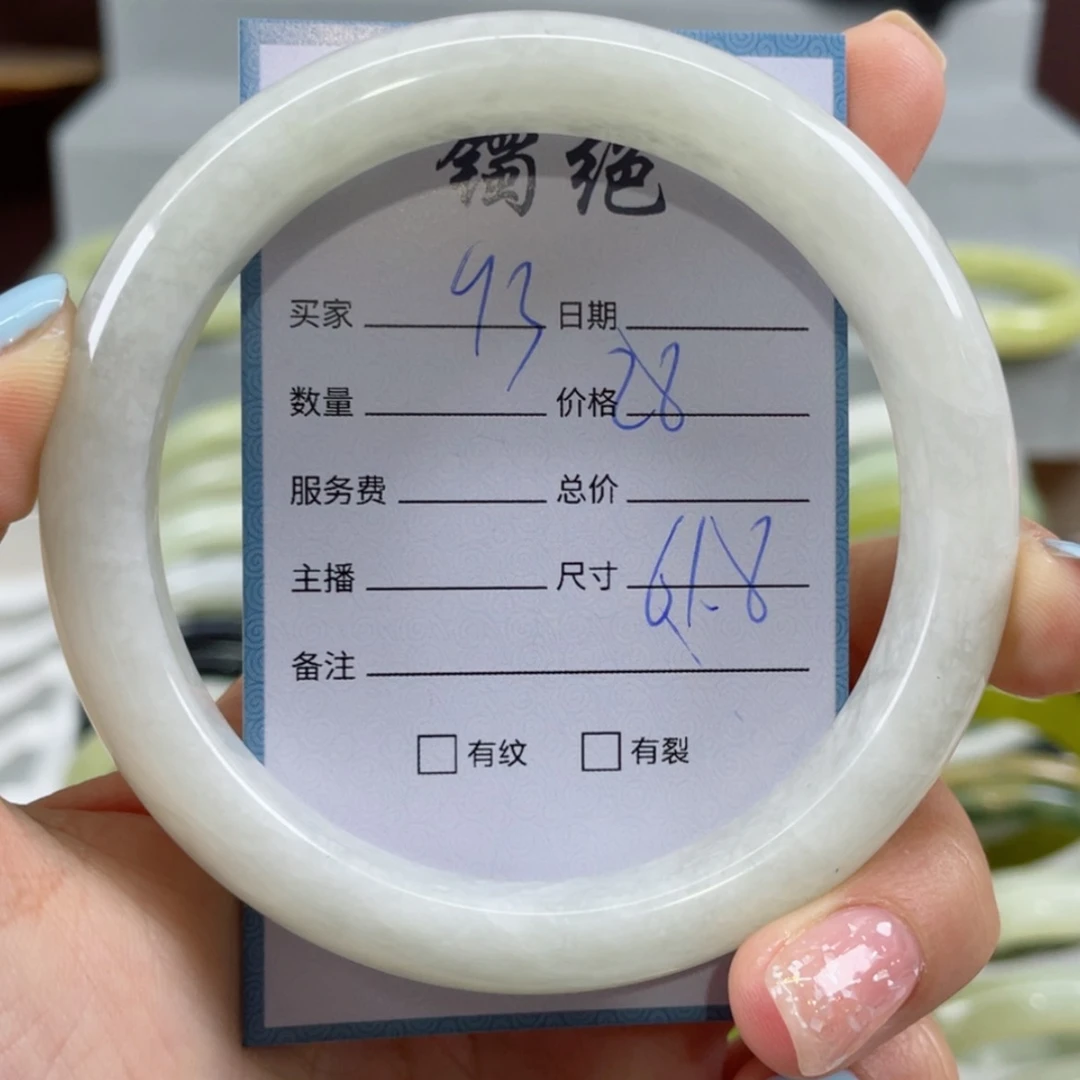 镯绝
买家 93 日期
数量 价格 28
服务费 总价
主播 尺寸 61.8
备注
有纹 有裂